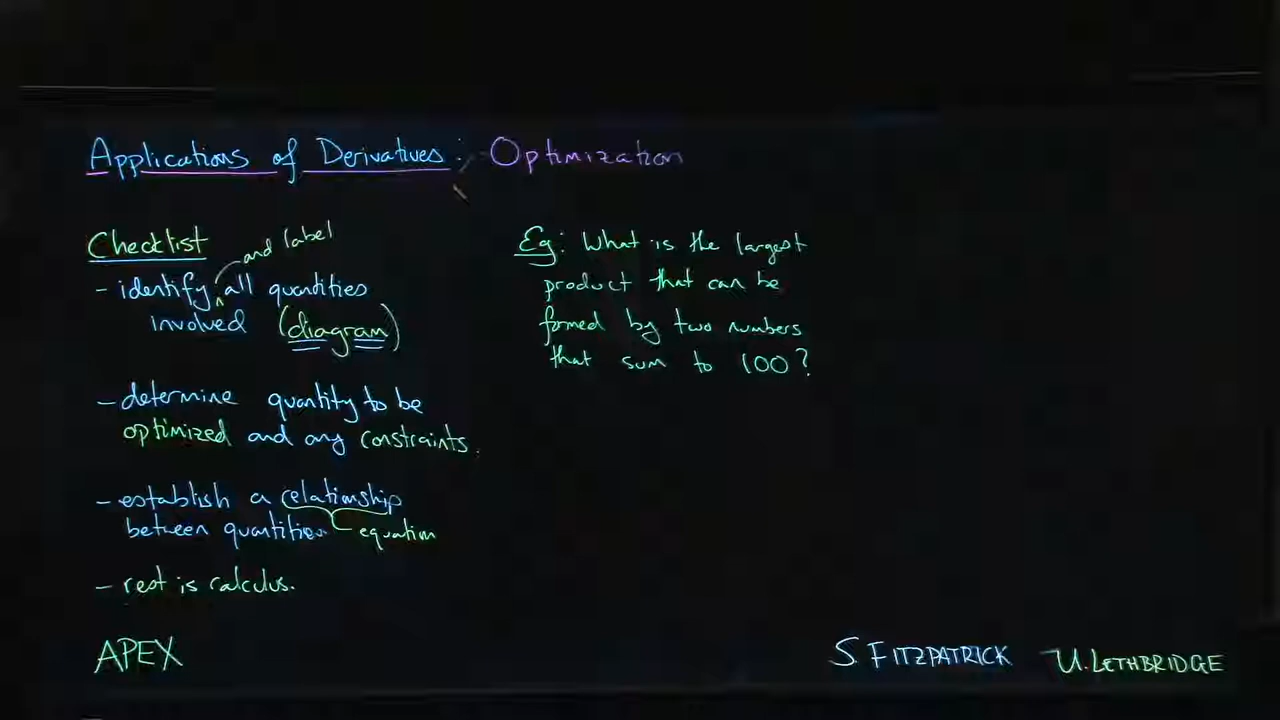 Applications of Derivatives: Optimization
Checklist
and label
- identify all quantities
involved (diagram)
- determine quantity to be
optimized and any constraints.
- establish a relationship
between quantities
equation
- rest is calculus.
Eg: What is the largest
product that can be
formed by two numbers
that sum to 100?
APEX
S. FITZPATRICK U. LETHBRIDGE